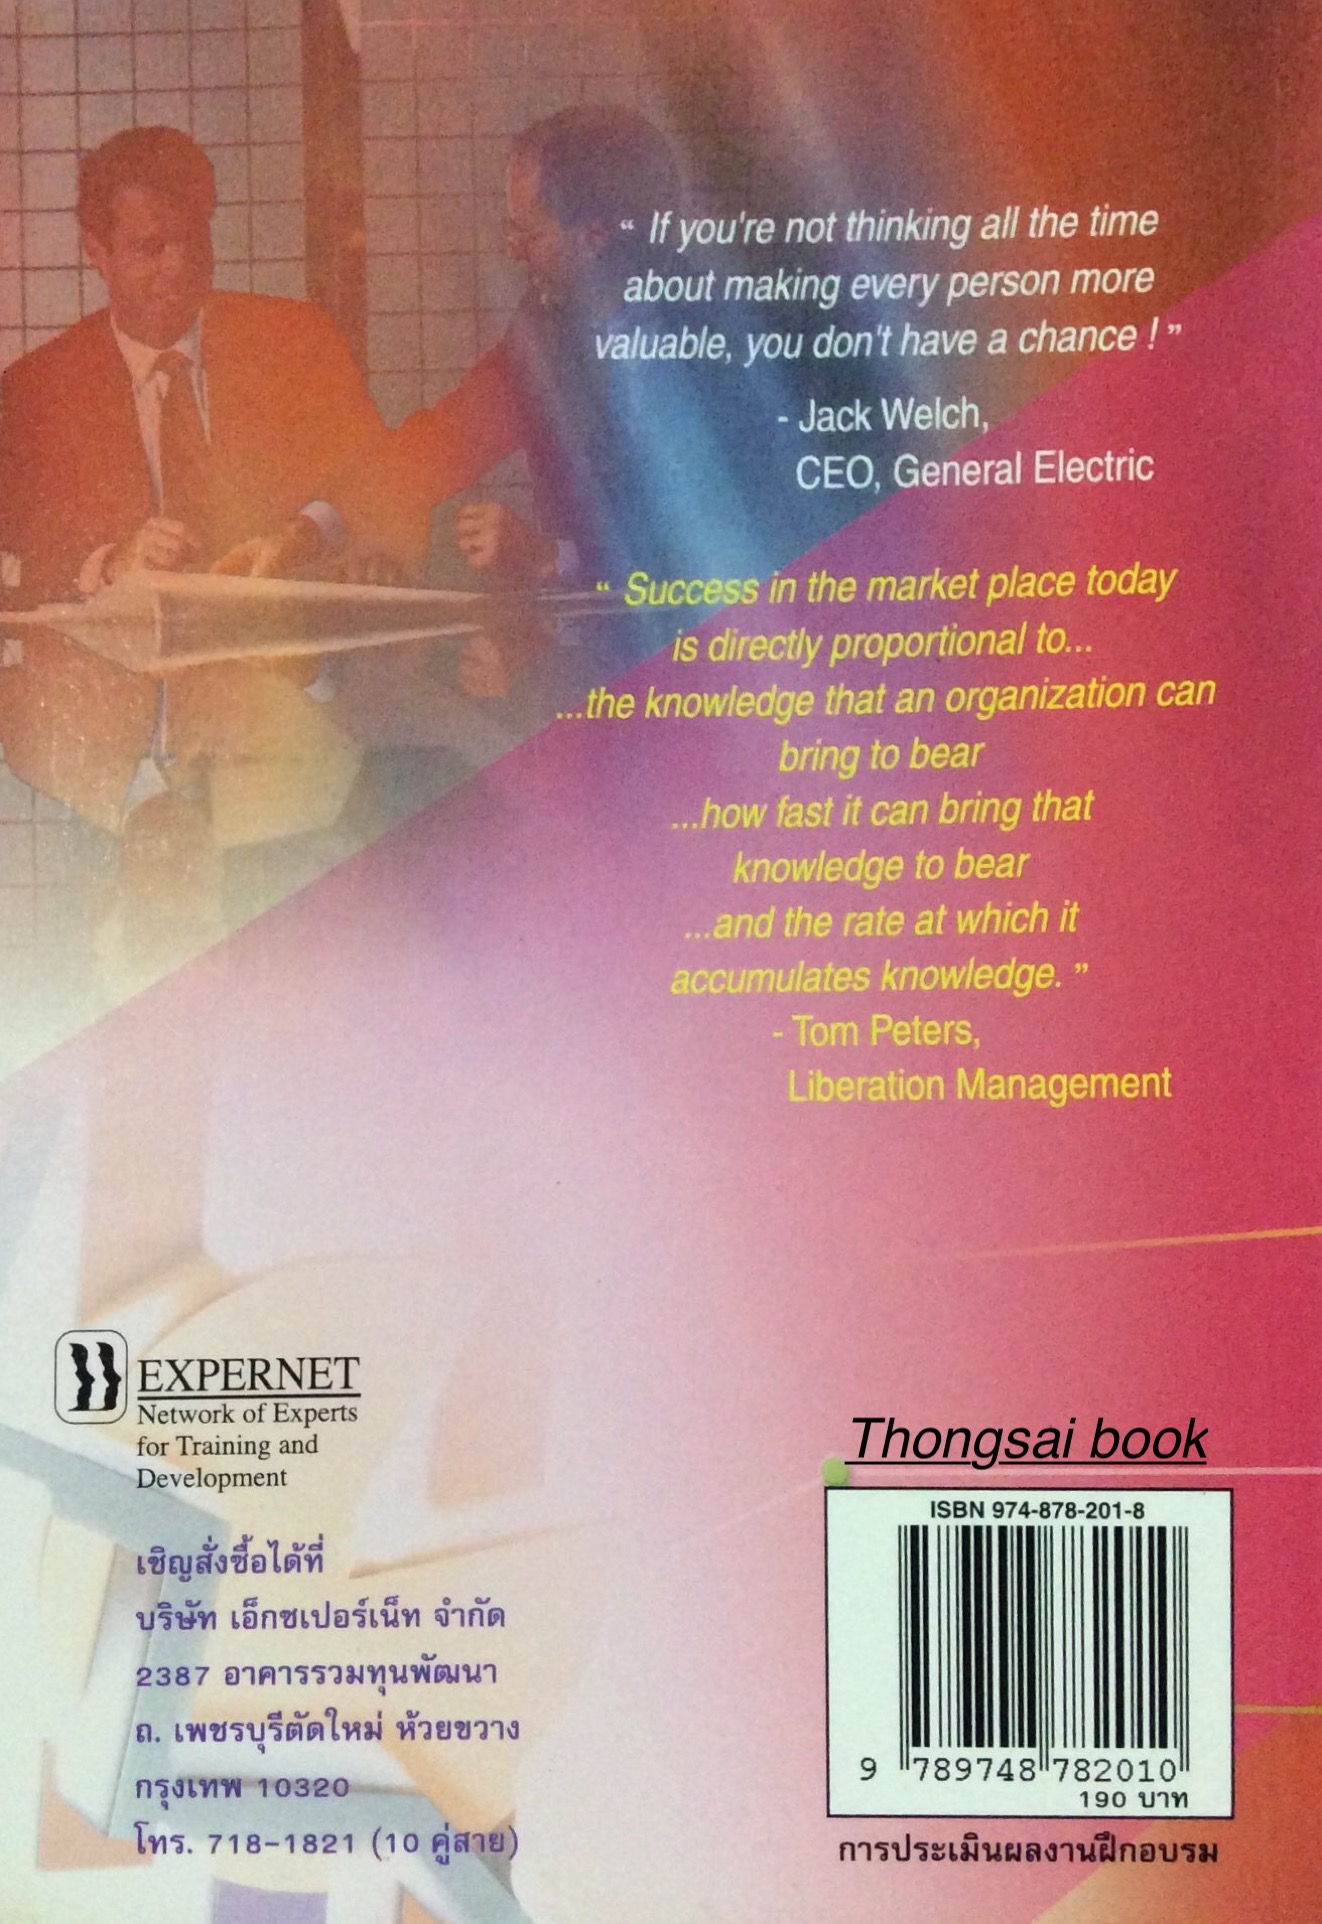 “ If you're not thinking all the time
about making every person more
valuable, you don't have a chance ! ”
- Jack Welch,
CEO, General Electric
“ Success in the market place today
is directly proportional to...
...the knowledge that an organization can
bring to bear
...how fast it can bring that
knowledge to bear
...and the rate at which it
accumulates knowledge. ”
- Tom Peters,
Liberation Management
EXPERNET
Network of Experts
for Training and
Development
เชิญสั่งซื้อได้ที่
บริษัท เอ็กซเปอร์เน็ท จำกัด
2387 อาคารรวมทุนพัฒนา
ถ. เพชรบุรีตัดใหม่ ห้วยขวาง
กรุงเทพ 10320
โทร. 718-1821 (10 คู่สาย)
Thongsai book
ISBN 974-878-201-8
9 789748 782010
190 บาท
การประเมินผลงานฝึกอบรม